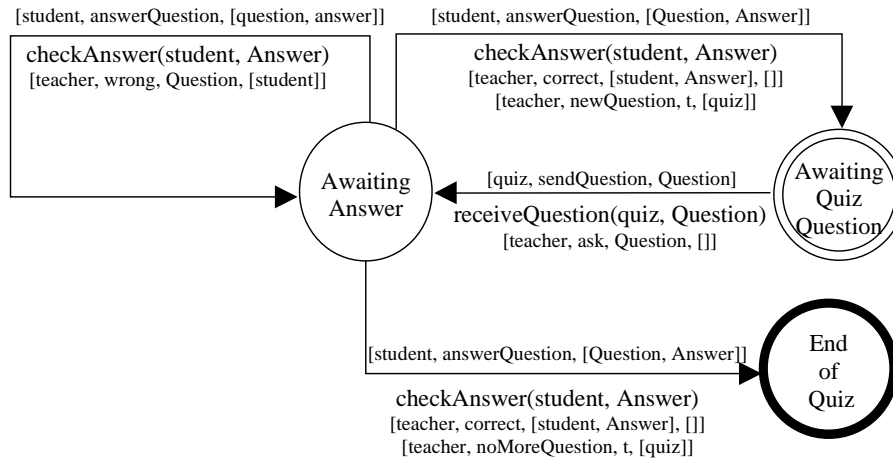 [student, answerQuestion, [question, answer]]
checkAnswer(student, Answer)
[teacher, wrong, Question, [student]]
[student, answerQuestion, [Question, Answer]]
checkAnswer(student, Answer)
[teacher, correct, [student, Answer], []]
[teacher, newQuestion, t, [quiz]]
Awaiting
Answer
[quiz, sendQuestion, Question]
receiveQuestion(quiz, Question)
[teacher, ask, Question, []]
Awaiting
Quiz
Question
[student, answerQuestion, [Question, Answer]]
checkAnswer(student, Answer)
[teacher, correct, [student, Answer], []]
[teacher, noMoreQuestion, t, [quiz]]
End
of
Quiz